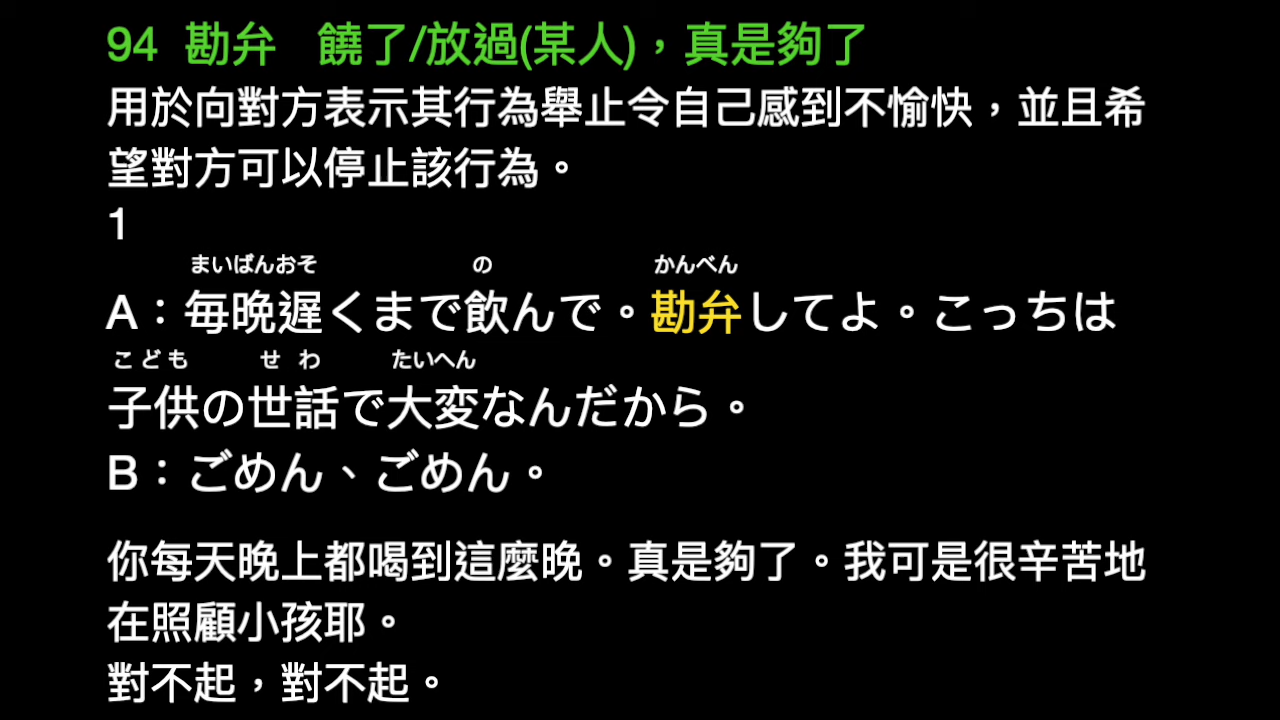 94 勘弁 饒了/放過(某人)，真是夠了
用於向對方表示其行為舉止令自己感到不愉快，並且希
望對方可以停止該行為。
1
まいばんおそ の かんべん
A：毎晩遅くまで飲んで。勘弁してよ。こっちは
こども せわ たいへん
子供の世話で大変なんだから。
B：ごめん、ごめん。
你每天晚上都喝到這麼晚。真是夠了。我可是很辛苦地
在照顧小孩耶。
對不起，對不起。